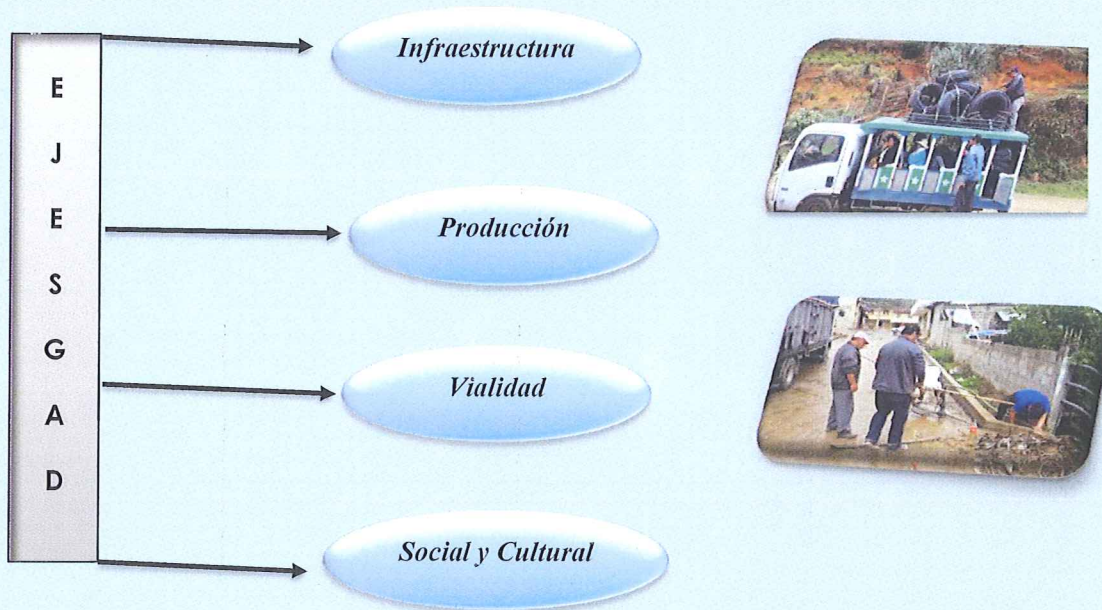 E
J
E
S
G
A
D
Infraestructura
Producción
Vialidad
Social y Cultural